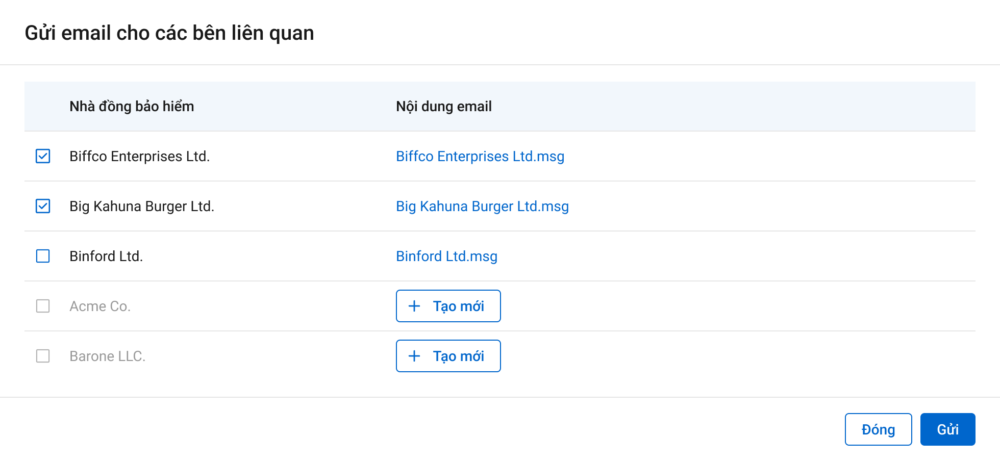 Gửi email cho các bên liên quan
Nhà đồng bảo hiểm Nội dung email
Biffco Enterprises Ltd. Biffco Enterprises Ltd.msg
Big Kahuna Burger Ltd. Big Kahuna Burger Ltd.msg
Binford Ltd. Binford Ltd.msg
Acme Co. Tạo mới
Barone LLC. Tạo mới
Đóng Gửi